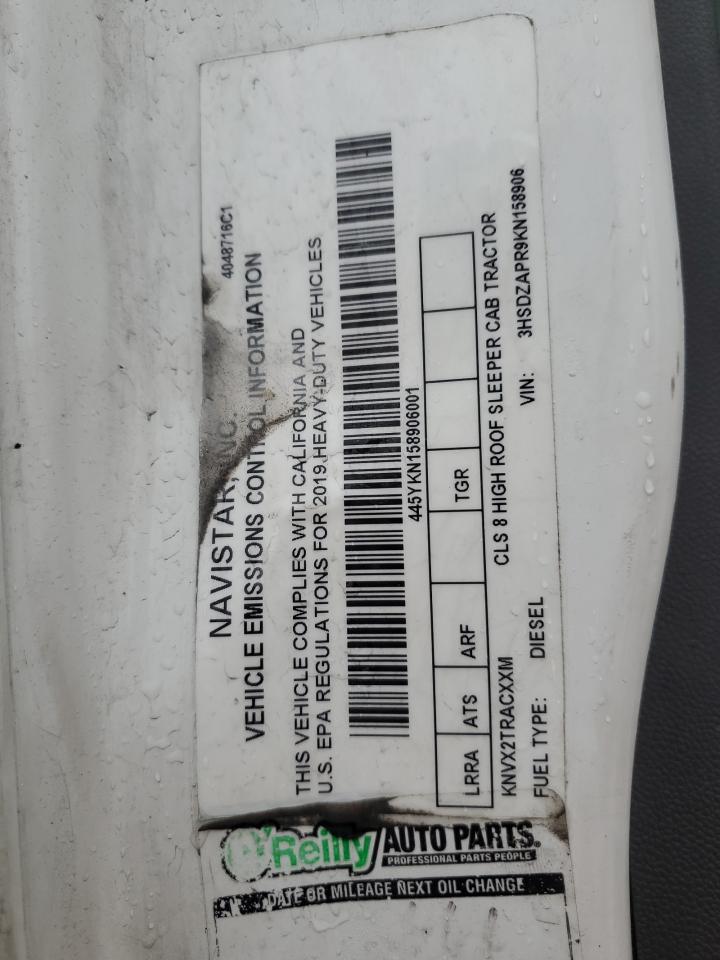 4048716C1
NAVISTAR, INC.
VEHICLE EMISSIONS CONTROL INFORMATION
THIS VEHICLE COMPLIES WITH CALIFORNIA AND
U.S. EPA REGULATIONS FOR 2019 HEAVY-DUTY VEHICLES
445YKN158906001
LRRA ATS ARF TGR
KNVX2TRACXXM CLS 8 HIGH ROOF SLEEPER CAB TRACTOR
FUEL TYPE: DIESEL VIN: 3HSDZAPR9KN158906
O'Reilly AUTO PARTS.
PROFESSIONAL PARTS PEOPLE
DATE OR MILEAGE NEXT OIL CHANGE